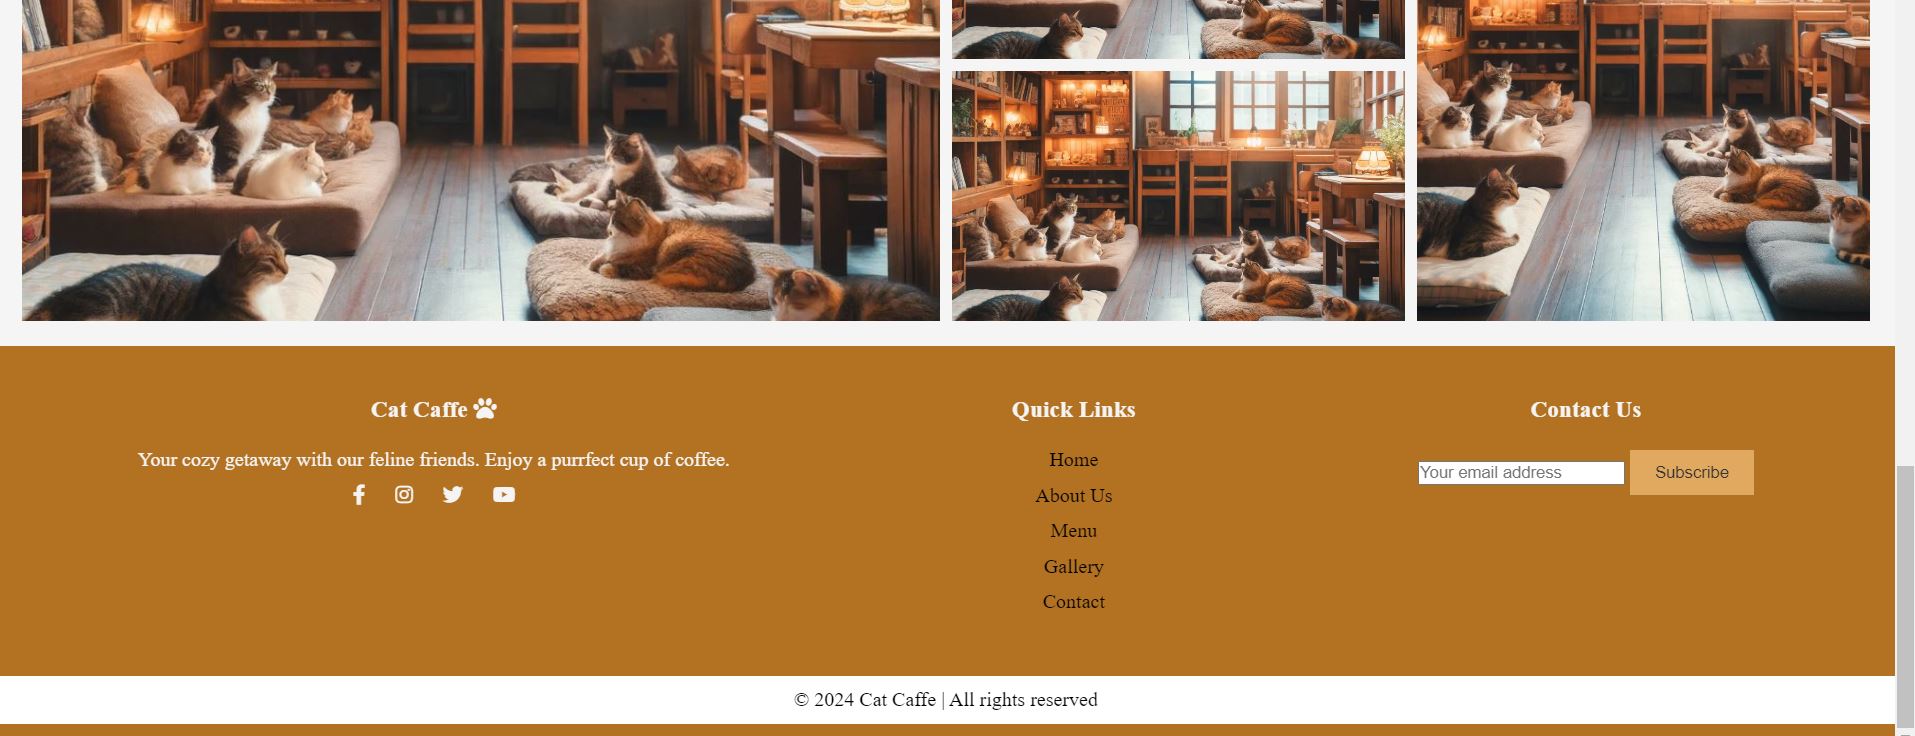 Cat Caffe
Your cozy getaway with our feline friends. Enjoy a purrfect cup of coffee.
Quick Links
Home
About Us
Menu
Gallery
Contact
Contact Us
Your email address
Subscribe
© 2024 Cat Caffe | All rights reserved